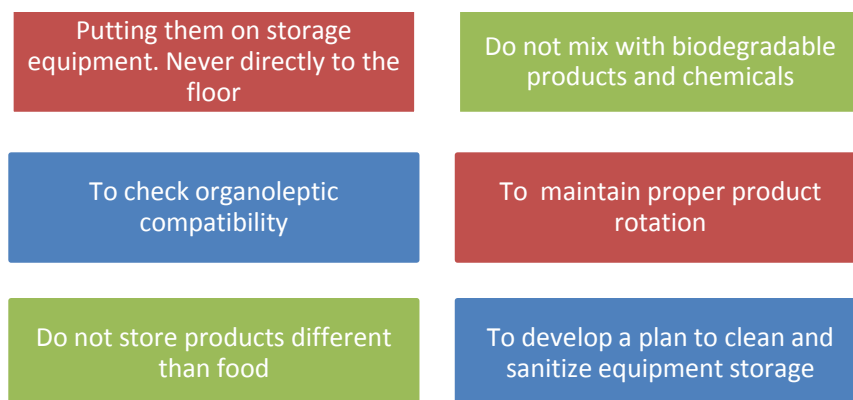 Putting them on storage
equipment. Never directly to the
floor
Do not mix with biodegradable
products and chemicals
To check organoleptic
compatibility
To  maintain proper product
rotation
Do not store products different
than food
To develop a plan to clean and
sanitize equipment storage